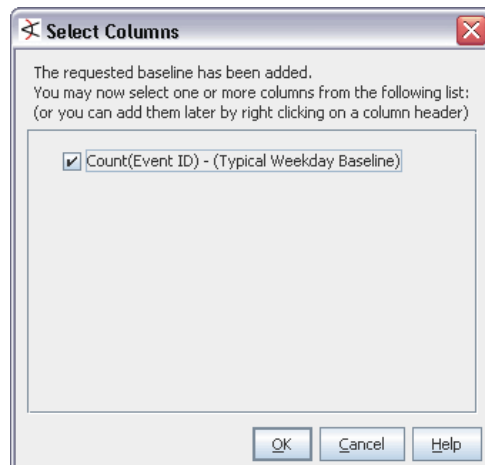 Select Columns
The requested baseline has been added.
You may now select one or more columns from the following list:
(or you can add them later by right clicking on a column header)
Count(Event ID) - (Typical Weekday Baseline)
OK Cancel Help